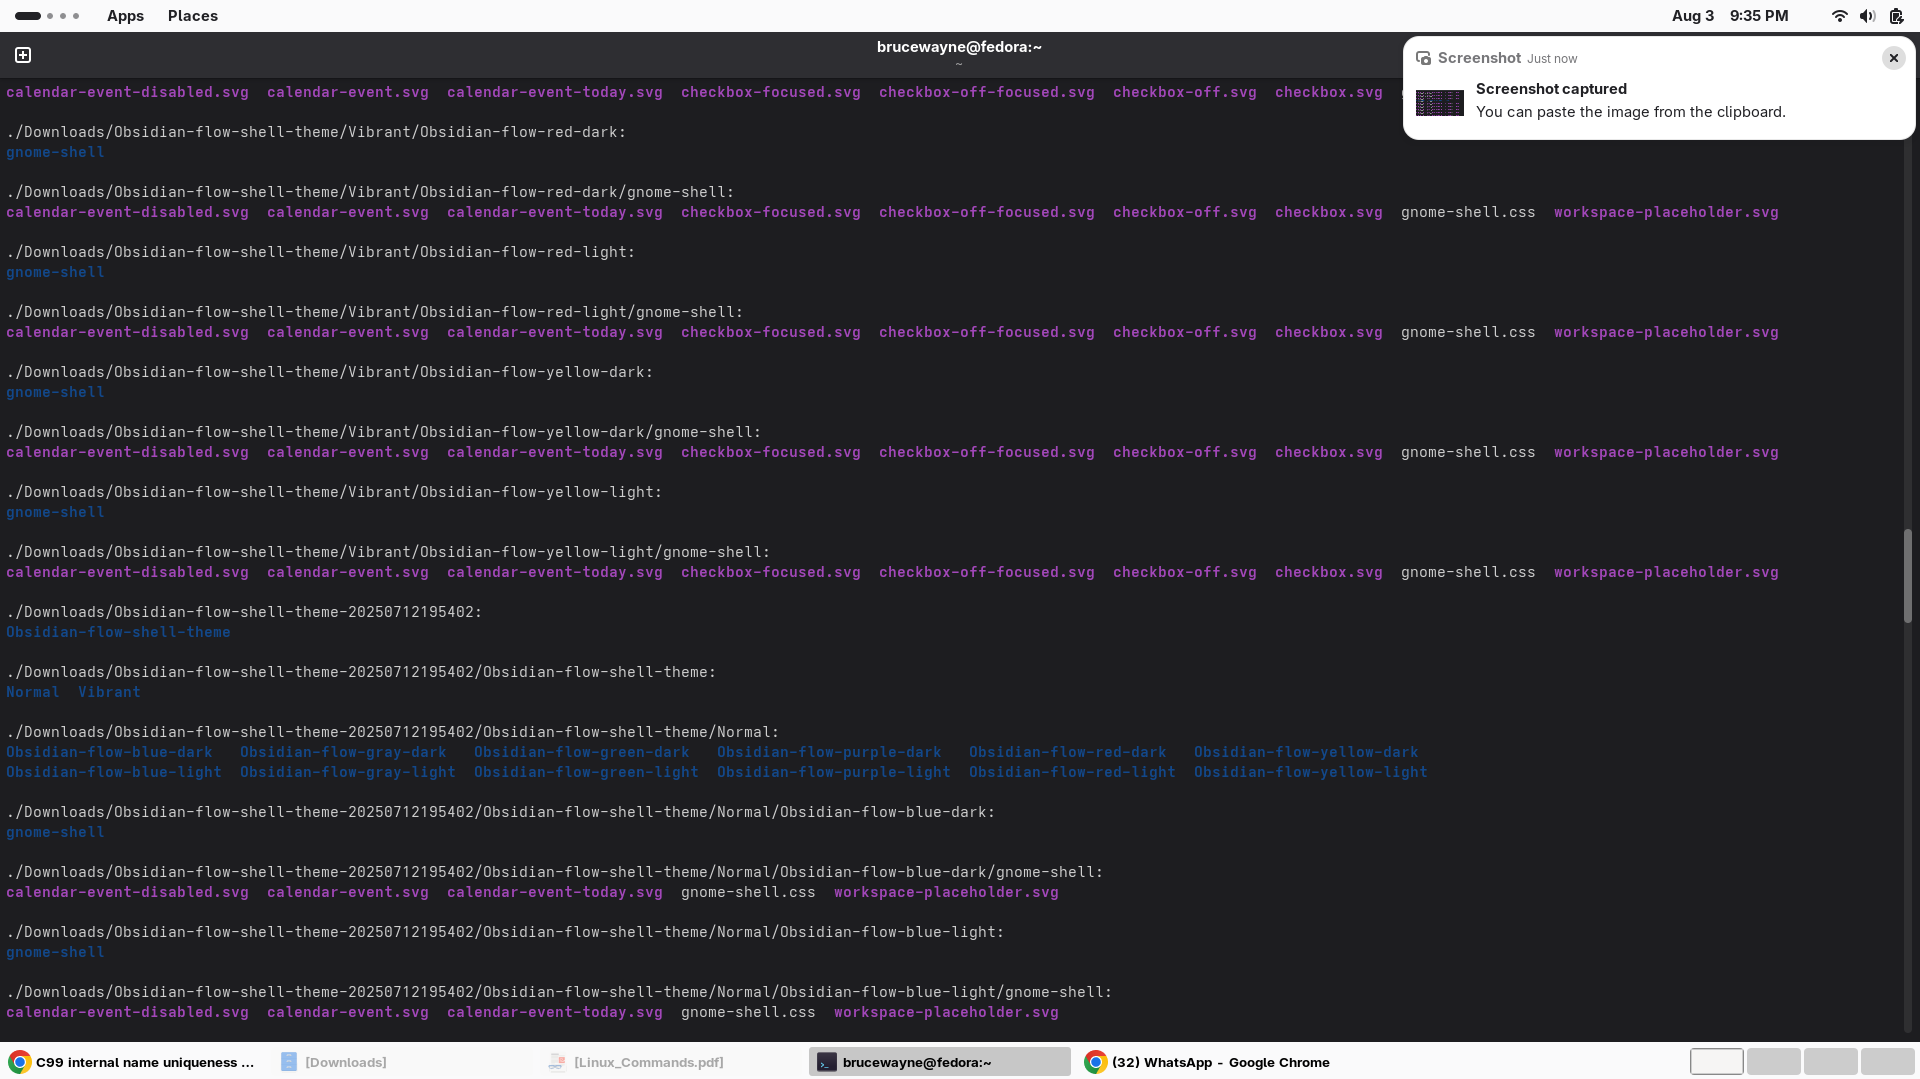 Apps Places Aug 3 9:35 PM
brucewayne@fedora:~
~
Screenshot Just now
Screenshot captured
You can paste the image from the clipboard.
calendar-event-disabled.svg calendar-event.svg calendar-event-today.svg checkbox-focused.svg checkbox-off-focused.svg checkbox-off.svg checkbox.svg
./Downloads/Obsidian-flow-shell-theme/Vibrant/Obsidian-flow-red-dark:
gnome-shell
./Downloads/Obsidian-flow-shell-theme/Vibrant/Obsidian-flow-red-dark/gnome-shell:
calendar-event-disabled.svg calendar-event.svg calendar-event-today.svg checkbox-focused.svg checkbox-off-focused.svg checkbox-off.svg checkbox.svg gnome-shell.css workspace-placeholder.svg
./Downloads/Obsidian-flow-shell-theme/Vibrant/Obsidian-flow-red-light:
gnome-shell
./Downloads/Obsidian-flow-shell-theme/Vibrant/Obsidian-flow-red-light/gnome-shell:
calendar-event-disabled.svg calendar-event.svg calendar-event-today.svg checkbox-focused.svg checkbox-off-focused.svg checkbox-off.svg checkbox.svg gnome-shell.css workspace-placeholder.svg
./Downloads/Obsidian-flow-shell-theme/Vibrant/Obsidian-flow-yellow-dark:
gnome-shell
./Downloads/Obsidian-flow-shell-theme/Vibrant/Obsidian-flow-yellow-dark/gnome-shell:
calendar-event-disabled.svg calendar-event.svg calendar-event-today.svg checkbox-focused.svg checkbox-off-focused.svg checkbox-off.svg checkbox.svg gnome-shell.css workspace-placeholder.svg
./Downloads/Obsidian-flow-shell-theme/Vibrant/Obsidian-flow-yellow-light:
gnome-shell
./Downloads/Obsidian-flow-shell-theme/Vibrant/Obsidian-flow-yellow-light/gnome-shell:
calendar-event-disabled.svg calendar-event.svg calendar-event-today.svg checkbox-focused.svg checkbox-off-focused.svg checkbox-off.svg checkbox.svg gnome-shell.css workspace-placeholder.svg
./Downloads/Obsidian-flow-shell-theme-20250712195402:
Obsidian-flow-shell-theme
./Downloads/Obsidian-flow-shell-theme-20250712195402/Obsidian-flow-shell-theme:
Normal Vibrant
./Downloads/Obsidian-flow-shell-theme-20250712195402/Obsidian-flow-shell-theme/Normal:
Obsidian-flow-blue-dark Obsidian-flow-gray-dark Obsidian-flow-green-dark Obsidian-flow-purple-dark Obsidian-flow-red-dark Obsidian-flow-yellow-dark
Obsidian-flow-blue-light Obsidian-flow-gray-light Obsidian-flow-green-light Obsidian-flow-purple-light Obsidian-flow-red-light Obsidian-flow-yellow-light
./Downloads/Obsidian-flow-shell-theme-20250712195402/Obsidian-flow-shell-theme/Normal/Obsidian-flow-blue-dark:
gnome-shell
./Downloads/Obsidian-flow-shell-theme-20250712195402/Obsidian-flow-shell-theme/Normal/Obsidian-flow-blue-dark/gnome-shell:
calendar-event-disabled.svg calendar-event.svg calendar-event-today.svg gnome-shell.css workspace-placeholder.svg
./Downloads/Obsidian-flow-shell-theme-20250712195402/Obsidian-flow-shell-theme/Normal/Obsidian-flow-blue-light:
gnome-shell
./Downloads/Obsidian-flow-shell-theme-20250712195402/Obsidian-flow-shell-theme/Normal/Obsidian-flow-blue-light/gnome-shell:
calendar-event-disabled.svg calendar-event.svg calendar-event-today.svg gnome-shell.css workspace-placeholder.svg
C99 internal name uniqueness ... [Downloads] [Linux_Commands.pdf] brucewayne@fedora:~ (32) WhatsApp - Google Chrome